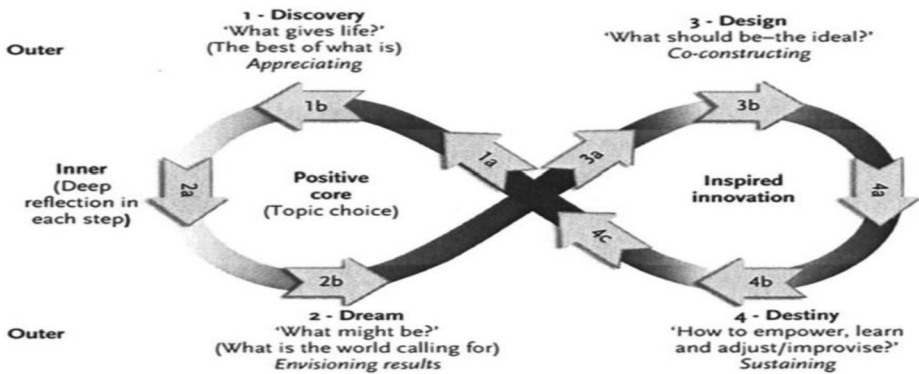 1 - Discovery
'What gives life?'
(The best of what is)
Appreciating
3 - Design
'What should be–the ideal?'
Co-constructing
Outer
1b
3b
1a
3a
Inner
(Deep
reflection in
each step)
2a
Positive
core
(Topic choice)
Inspired
innovation
4a
4c
2b
4b
Outer
2 - Dream
'What might be?'
(What is the world calling for)
Envisioning results
4 - Destiny
'How to empower, learn
and adjust/improvise?'
Sustaining